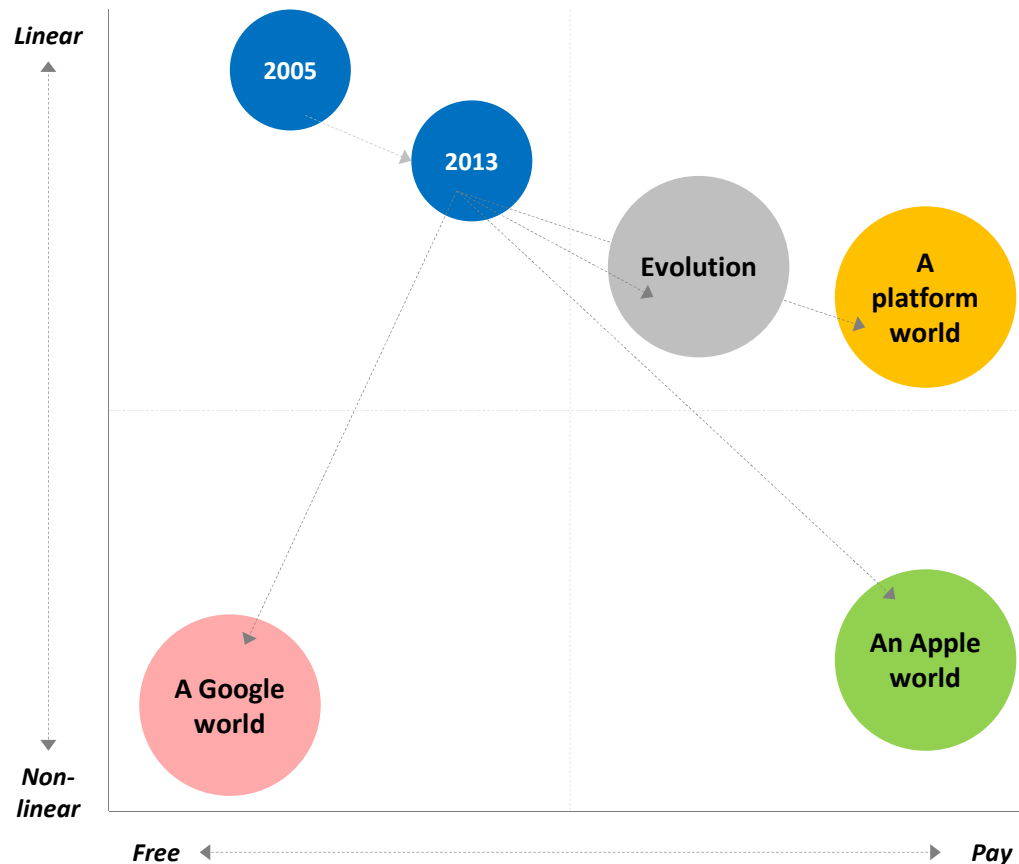 Linear
2005
2013
Evolution
A
platform
world
An Apple
world
A Google
world
Non-
linear
Free
Pay